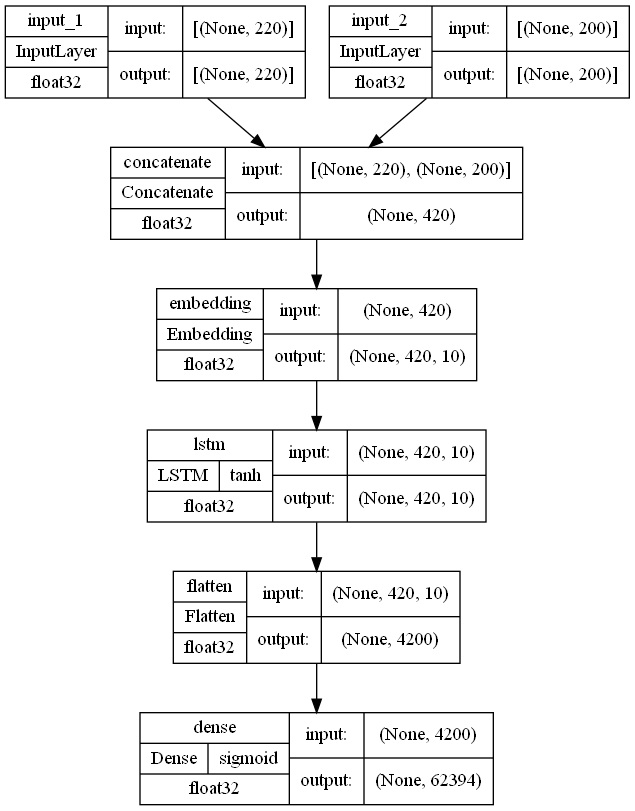 input_1 input: [(None, 220)]
InputLayer
float32 output: [(None, 220)]
input_2 input: [(None, 200)]
InputLayer
float32 output: [(None, 200)]
concatenate input: [(None, 220), (None, 200)]
Concatenate
float32 output: (None, 420)
embedding input: (None, 420)
Embedding
float32 output: (None, 420, 10)
lstm input: (None, 420, 10)
LSTM tanh
float32 output: (None, 420, 10)
flatten input: (None, 420, 10)
Flatten
float32 output: (None, 4200)
dense input: (None, 4200)
Dense sigmoid
float32 output: (None, 62394)